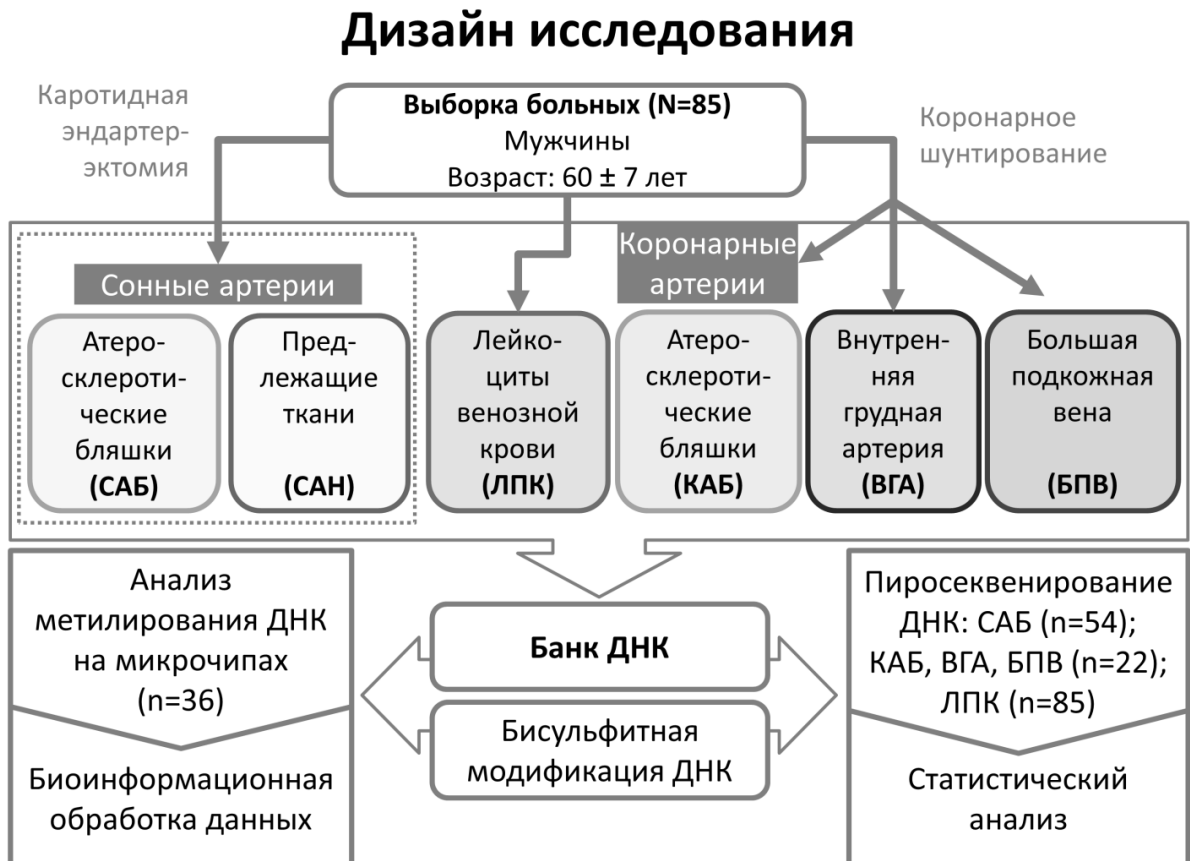 Дизайн исследования
Каротидная
эндартер-
эктомия
Выборка больных (N=85)
Мужчины
Возраст: 60 ± 7 лет
Коронарное
шунтирование
Сонные артерии
Коронарные
артерии
Атеро-
склероти-
ческие
бляшки
(САБ)
Пред-
лежащие
ткани
(САН)
Лейко-
циты
венозной
крови
(ЛПК)
Атеро-
склероти-
ческие
бляшки
(КАБ)
Внутрен-
няя
грудная
артерия
(ВГА)
Большая
подкожная
вена
(БПВ)
Анализ
метилирования ДНК
на микрочипах
(n=36)
Биоинформационная
обработка данных
Банк ДНК
Бисульфитная
модификация ДНК
Пиросеквенирование
ДНК: САБ (n=54);
КАБ, ВГА, БПВ (n=22);
ЛПК (n=85)
Статистический
анализ